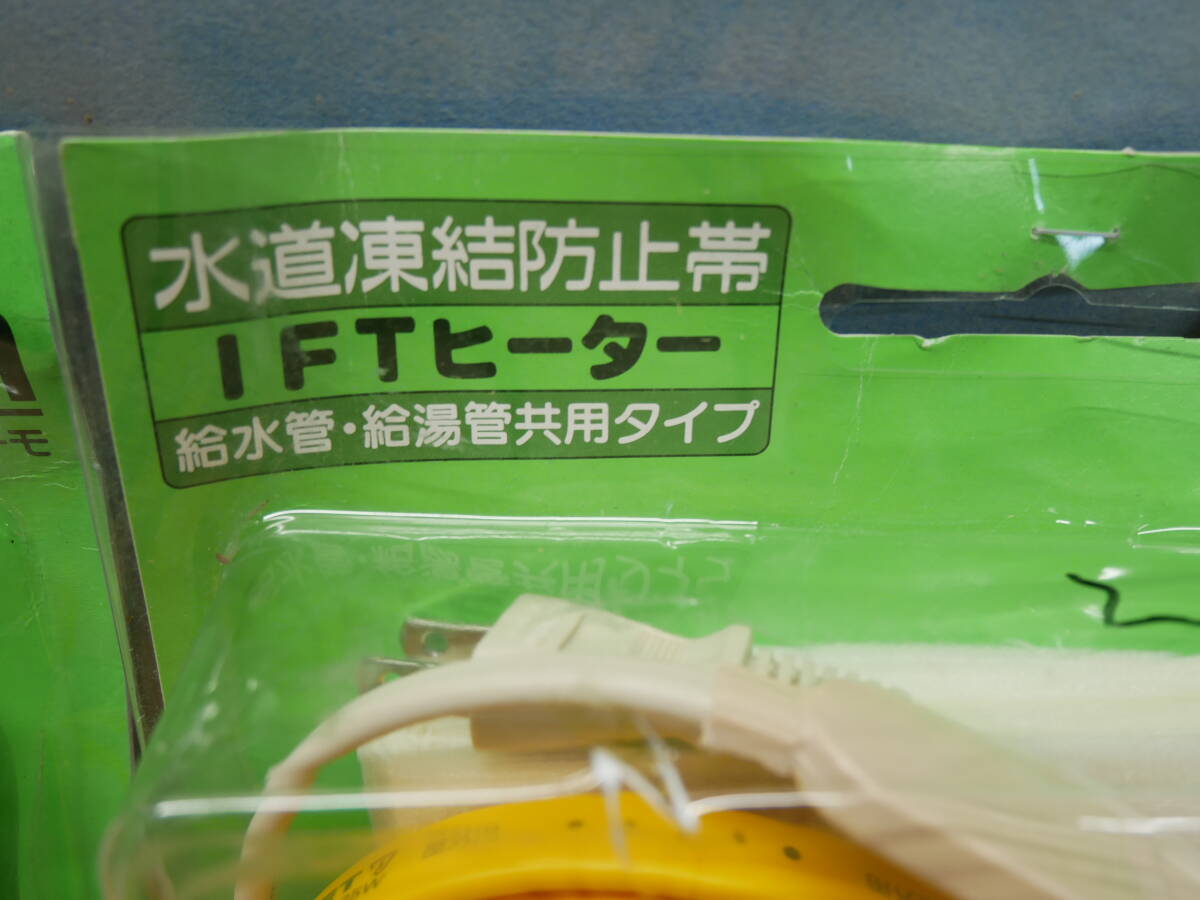 水道凍結防止帯
IFTヒーター
給水管・給湯管共用タイプ